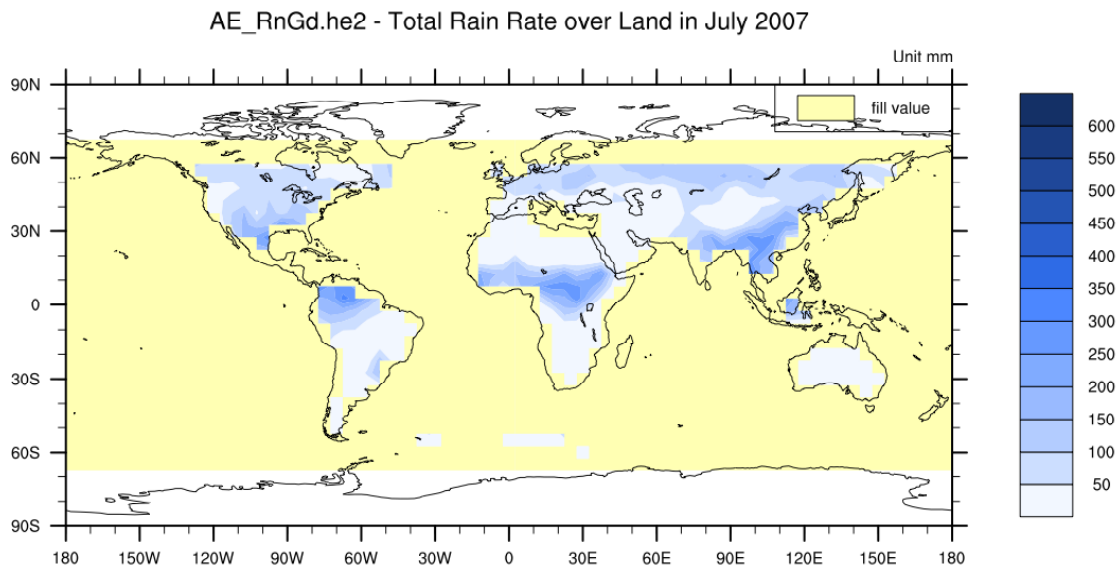 AE_RnGd.he2 - Total Rain Rate over Land in July 2007
Unit mm
90N
60N
30N
0
30S
60S
90S
180 150W 120W 90W 60W 30W 0 30E 60E 90E 120E 150E 180
fill value
600
550
500
450
400
350
300
250
200
150
100
50